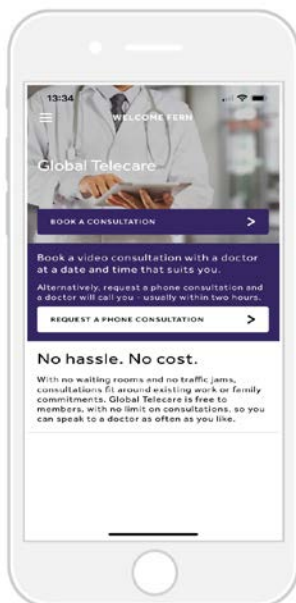 13:34
WELCOME FERN
Global Telecare
BOOK A CONSULTATION >
Book a video consultation with a doctor
at a date and time that suits you.
Alternatively, request a phone consultation and
a doctor will call you - usually within two hours.
REQUEST A PHONE CONSULTATION >
No hassle. No cost.
With no waiting rooms and no traffic jams,
consultations fit around existing work or family
commitments. Global Telecare is free to
members, with no limit on consultations, so you
can speak to a doctor as often as you like.